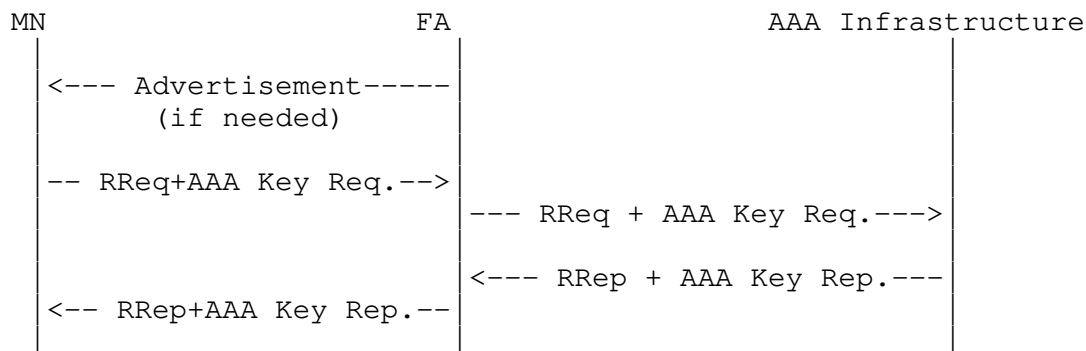 MN FA AAA Infrastructure
<--- Advertisement-----
(if needed)
-- RReq+AAA Key Req.-->
--- RReq + AAA Key Req.--->
<--- RRep + AAA Key Rep.---
<-- RRep+AAA Key Rep.--